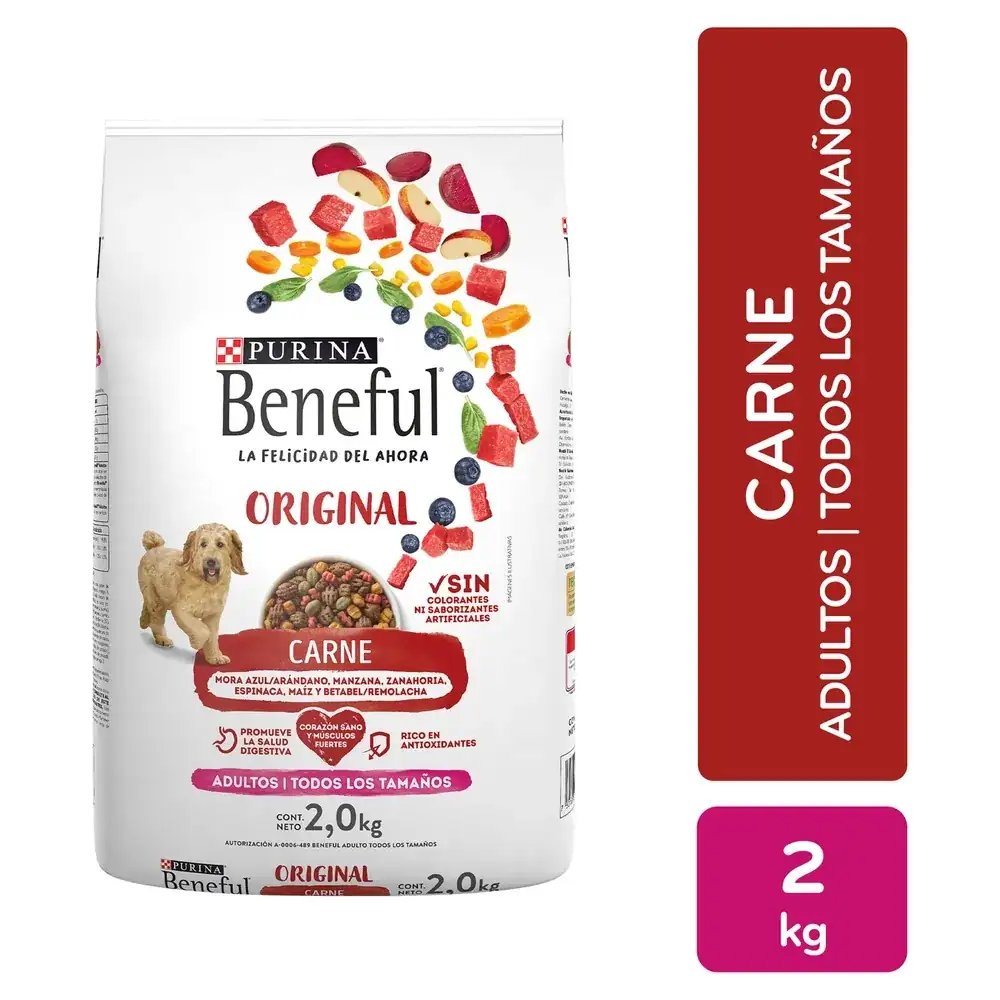 PURINA
Beneful
LA FELICIDAD DEL AHORA
ORIGINAL
✓SIN
COLORANTES
NI SABORIZANTES
ARTIFICIALES
IMÁGENES ILUSTRATIVAS
CARNE
MORA AZUL/ARÁNDANO, MANZANA, ZANAHORIA,
ESPINACA, MAÍZ Y BETABEL/REMOLACHA
PROMUEVE
LA SALUD
DIGESTIVA
CORAZÓN SANO
Y MÚSCULOS
FUERTES
RICO EN
ANTIOXIDANTES
ADULTOS | TODOS LOS TAMAÑOS
CONT.
NETO 2,0kg
AUTORIZACIÓN A-0006-489 BENEFUL ADULTO TODOS LOS TAMAÑOS
PURINA
Beneful
ORIGINAL
CARNE
CONT.
NETO 2,0kg
CARNE
ADULTOS | TODOS LOS TAMAÑOS
2
kg